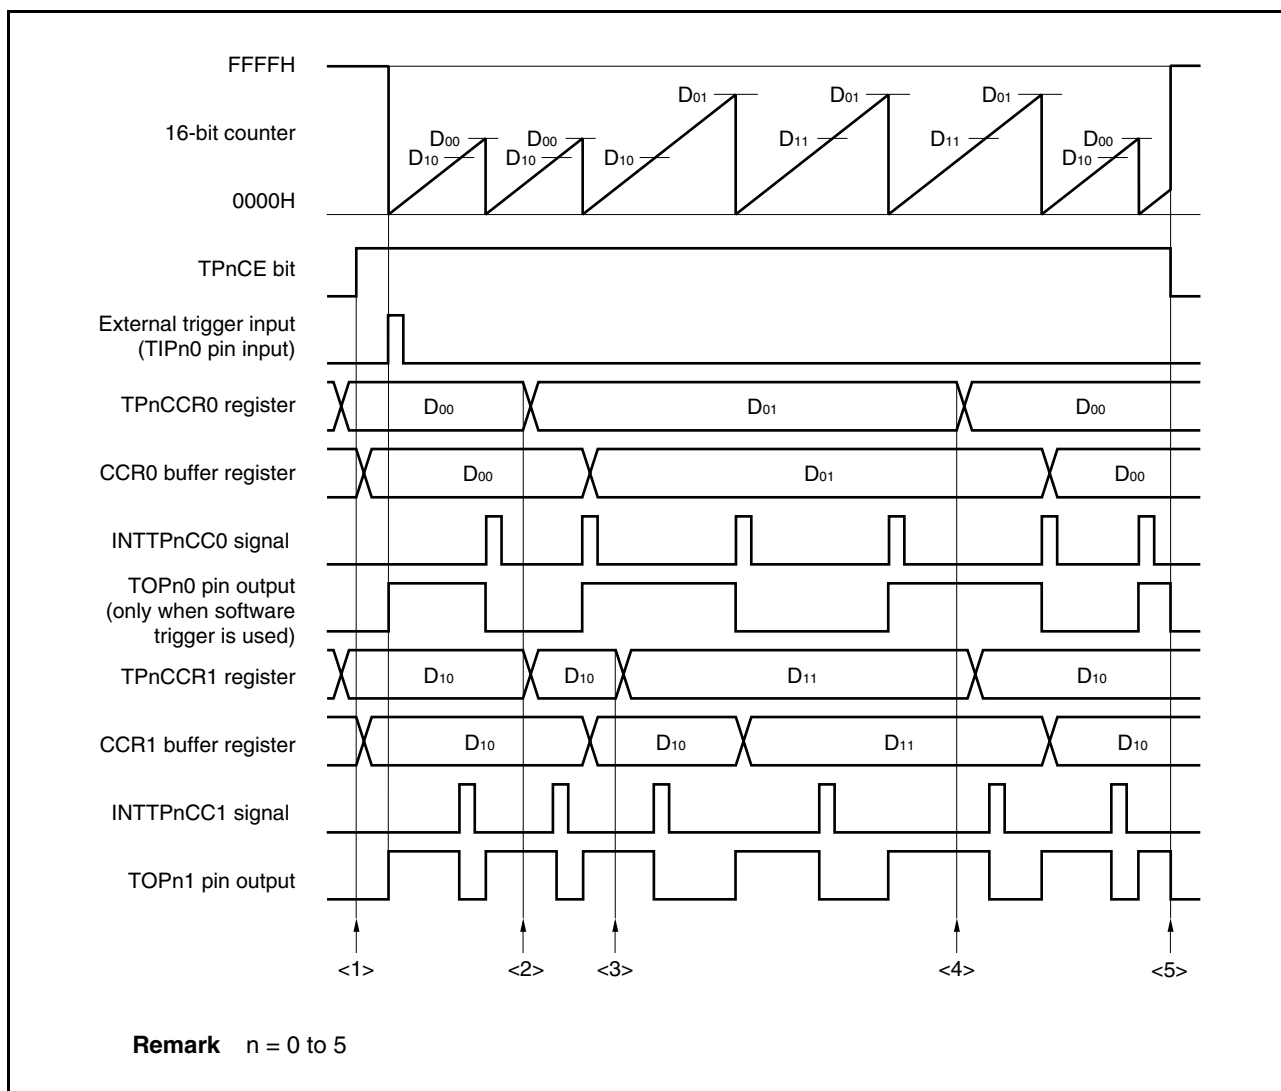 FFFFH
16-bit counter
0000H
D01 D01 D01
D00 D00 D11 D11 D00
D10 D10 D10 D10
TPnCE bit
External trigger input
(TIPn0 pin input)
TPnCCR0 register D00 D01 D00
CCR0 buffer register D00 D01 D00
INTTPnCC0 signal
TOPn0 pin output
(only when software
trigger is used)
TPnCCR1 register D10 D10 D11 D10
CCR1 buffer register D10 D10 D11 D10
INTTPnCC1 signal
TOPn1 pin output
<1> <2> <3> <4> <5>
Remark n = 0 to 5